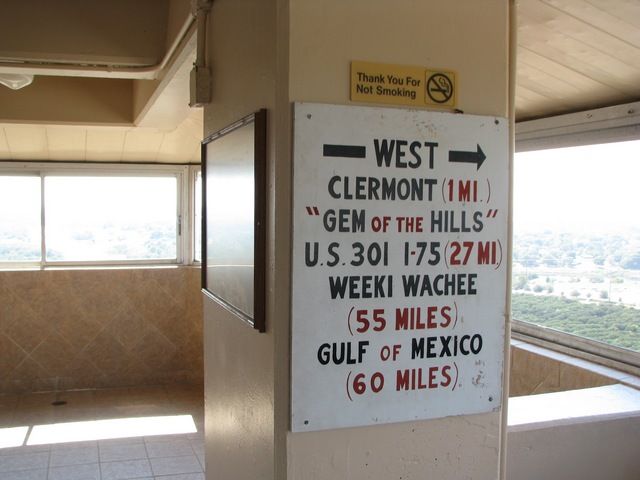 Thank You For
Not Smoking
WEST
CLERMONT (1 MI.)
"GEM OF THE HILLS"
U.S. 301 I-75 (27 MI)
WEEKI WACHEE
(55 MILES)
GULF OF MEXICO
(60 MILES)